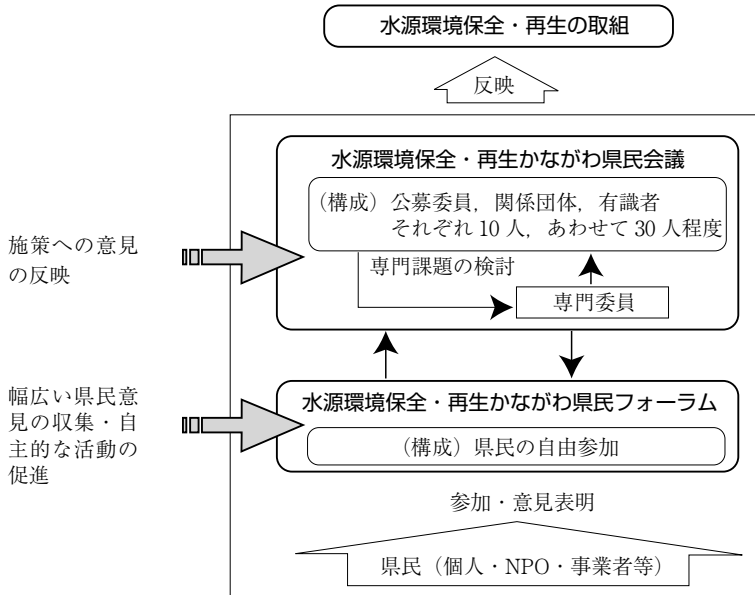 水源環境保全・再生の取組
反映
水源環境保全・再生かながわ県民会議
（構成）公募委員，関係団体，有識者
それぞれ 10 人，あわせて 30 人程度
施策への意見
の反映
専門課題の検討
専門委員
幅広い県民意
見の収集・自
主的な活動の
促進
水源環境保全・再生かながわ県民フォーラム
（構成）県民の自由参加
参加・意見表明
県民（個人・NPO・事業者等）